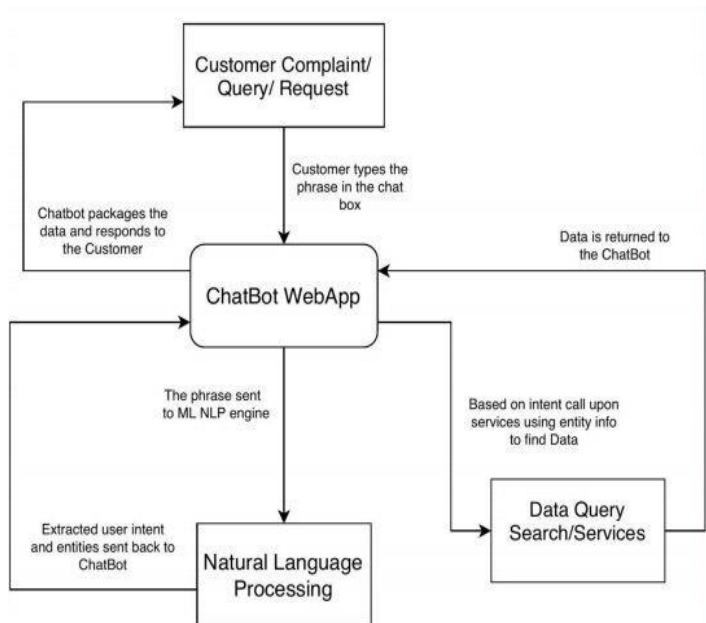 Customer Complaint/
Query/ Request
Customer types the
phrase in the chat
box
Chatbot packages the
data and responds to
the Customer
Data is returned to
the ChatBot
ChatBot WebApp
The phrase sent
to ML NLP engine
Based on intent call upon
services using entity info
to find Data
Data Query
Search/Services
Extracted user intent
and entities sent back to
ChatBot
Natural Language
Processing